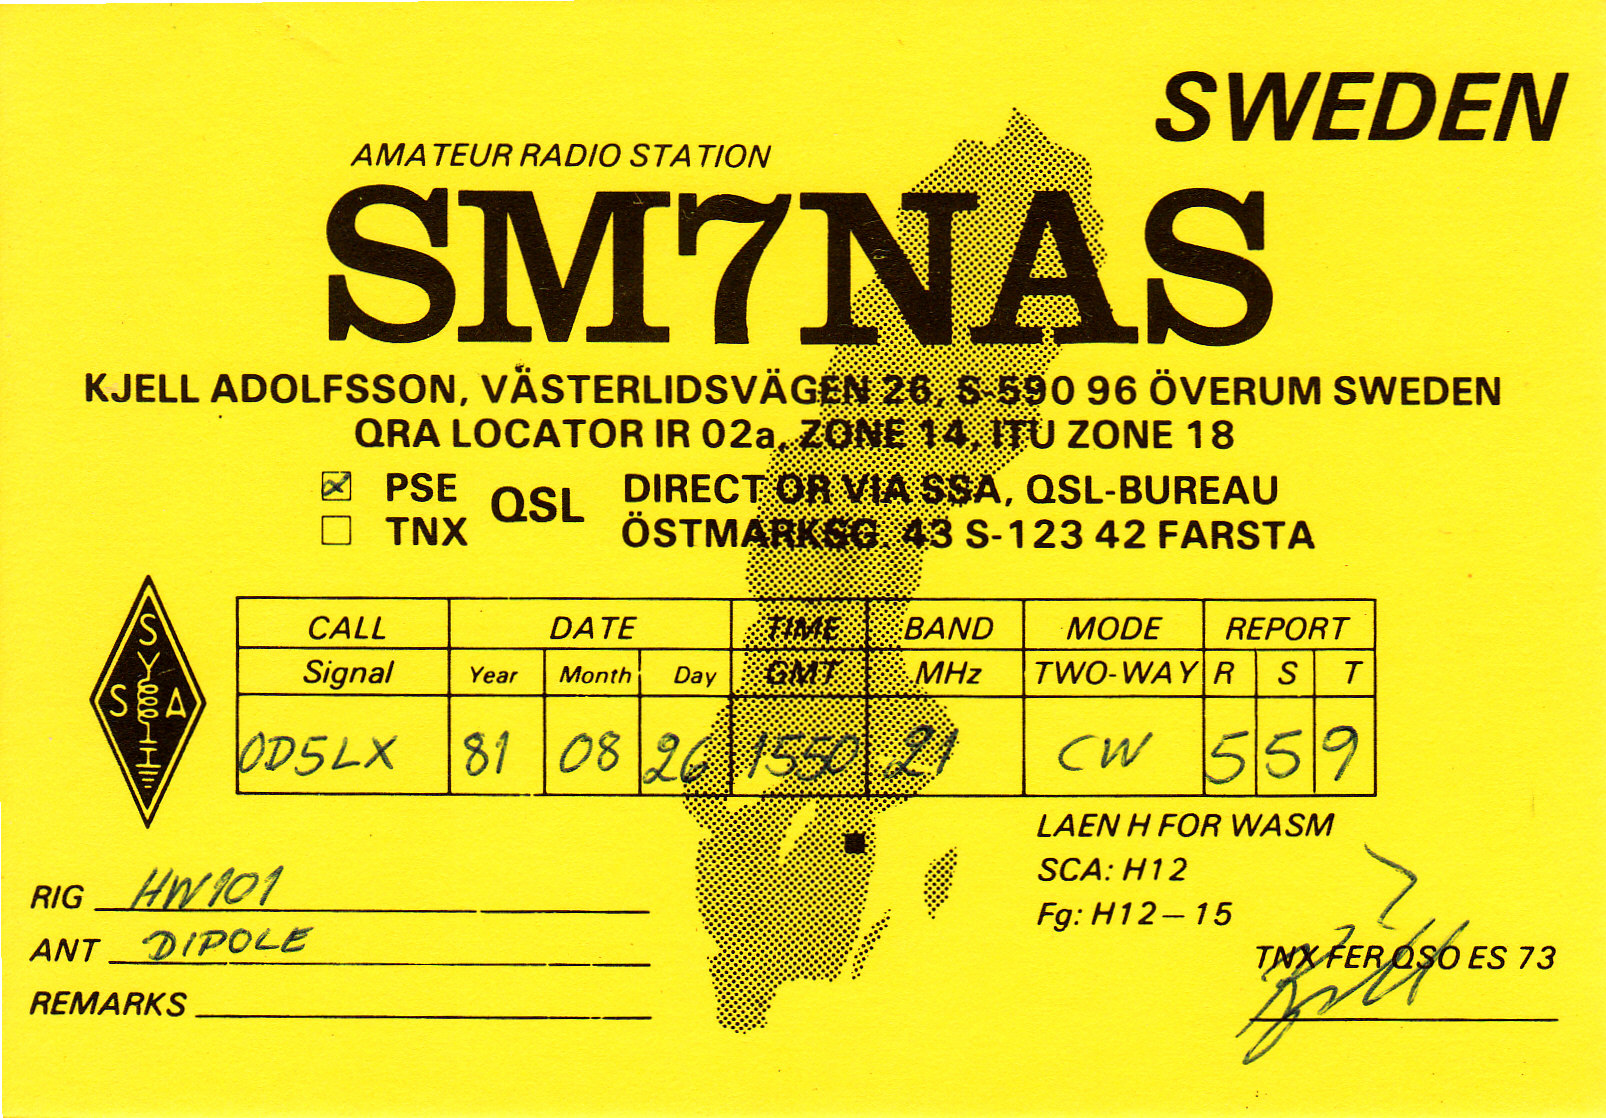 SWEDEN
AMATEUR RADIO STATION
SM7NAS
KJELL ADOLFSSON, VÄSTERLIDSVÄGEN 26, S-590 96 ÖVERUM SWEDEN
QRA LOCATOR IR 02a, ZONE 14, ITU ZONE 18
PSE
TNX
QSL
DIRECT OR VIA SSA, QSL-BUREAU
ÖSTMARKSG. 43 S-123 42 FARSTA
S
S A
CALL DATE TIME BAND MODE REPORT
Signal Year Month Day GMT MHz TWO-WAY R S T
OD5LX 81 08 26 1550 21 CW 5 5 9
LAEN H FOR WASM
SCA: H12
Fg: H12–15
RIG HW101
ANT DIPOLE
REMARKS
TNX FER QSO ES 73
Kjell